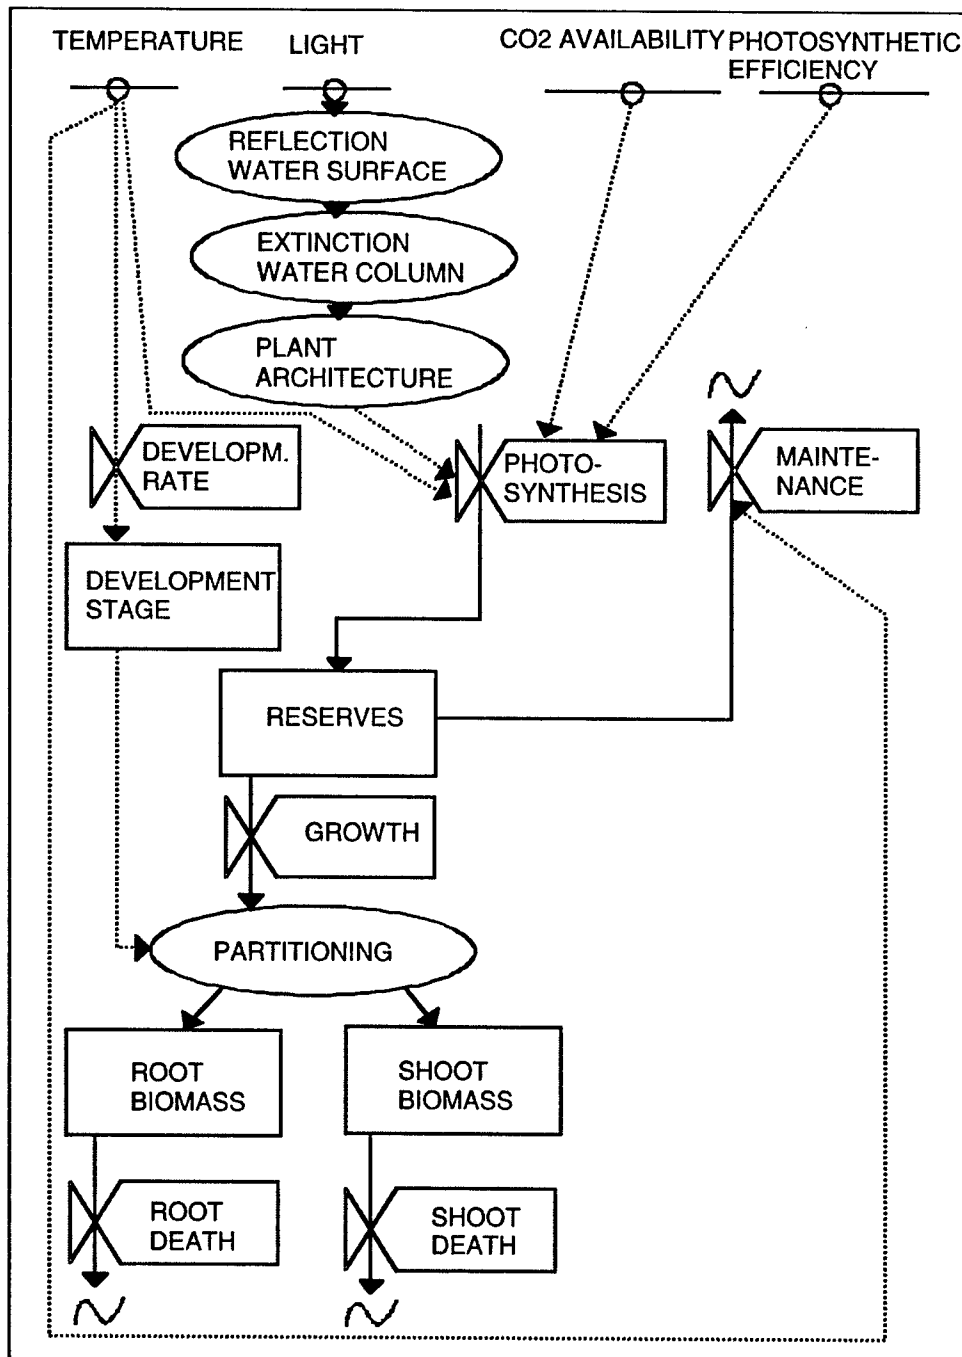 TEMPERATURE
LIGHT
CO2 AVAILABILITY
PHOTOSYNTHETIC
EFFICIENCY
REFLECTION
WATER SURFACE
EXTINCTION
WATER COLUMN
PLANT
ARCHITECTURE
DEVELOPM.
RATE
PHOTO-
SYNTHESIS
MAINTE-
NANCE
DEVELOPMENT
STAGE
RESERVES
GROWTH
PARTITIONING
ROOT
BIOMASS
SHOOT
BIOMASS
ROOT
DEATH
SHOOT
DEATH